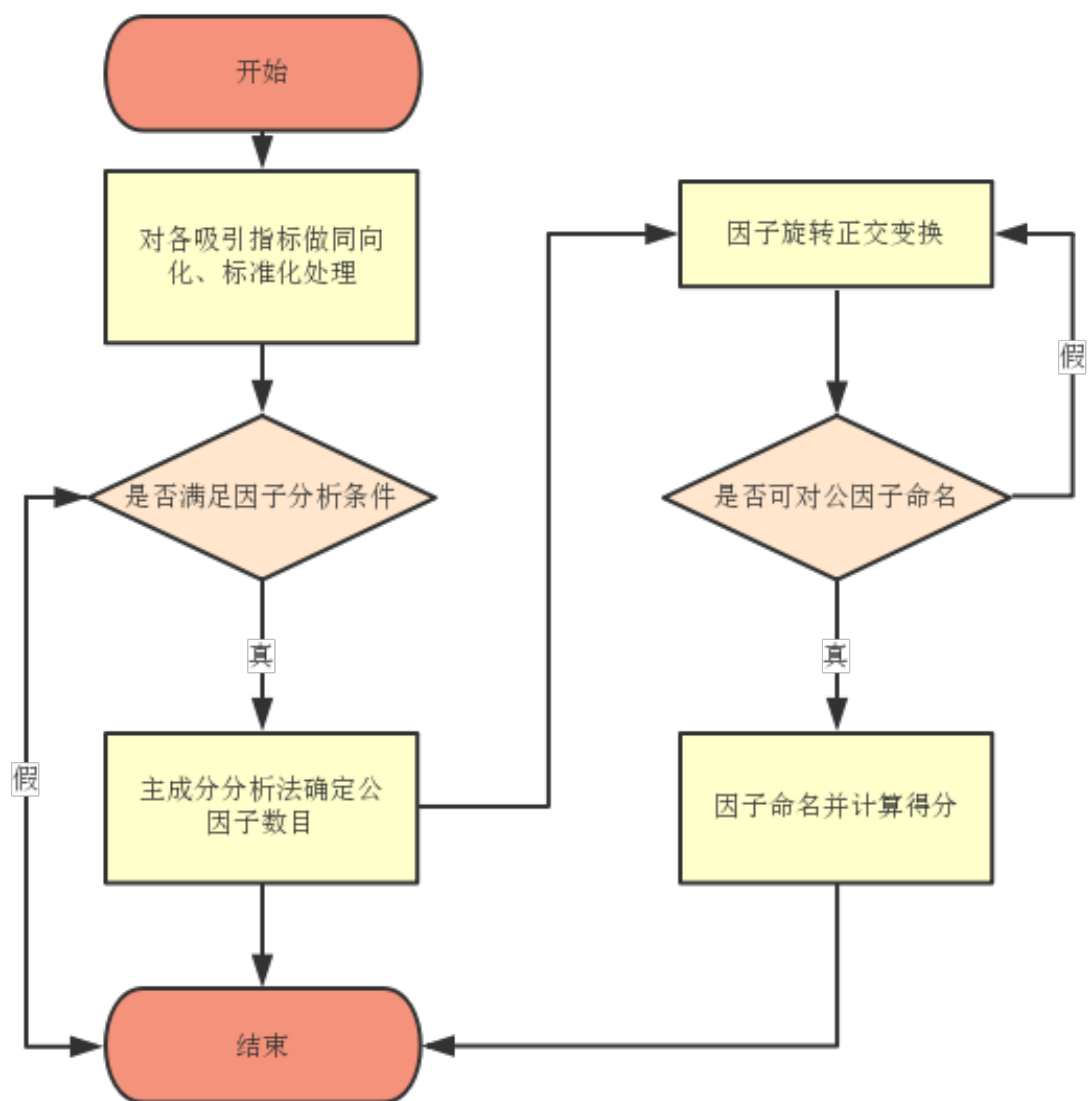 开始
对各吸引指标做同向
化、标准化处理
是否满足因子分析条件
真
假
主成分分析法确定公
因子数目
结束
因子旋转正交变换
假
是否可对公因子命名
真
因子命名并计算得分